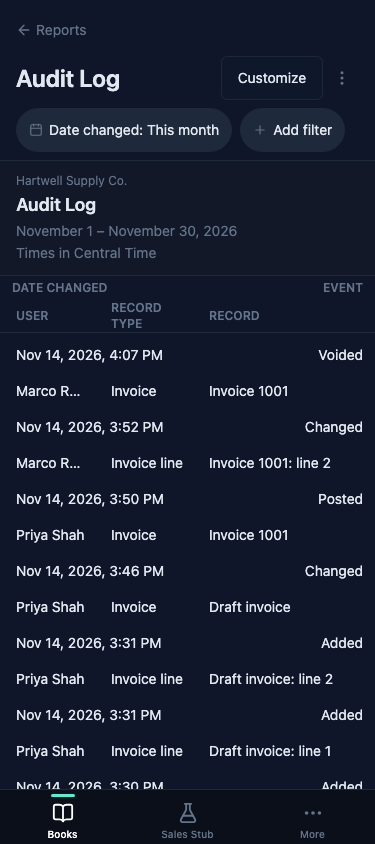 Reports
Audit Log
Customize
Date changed: This month
Add filter
Hartwell Supply Co.
Audit Log
November 1 – November 30, 2026
Times in Central Time
DATE CHANGED EVENT
USER RECORD TYPE RECORD
Nov 14, 2026, 4:07 PM Voided
Marco R... Invoice Invoice 1001
Nov 14, 2026, 3:52 PM Changed
Marco R... Invoice line Invoice 1001: line 2
Nov 14, 2026, 3:50 PM Posted
Priya Shah Invoice Invoice 1001
Nov 14, 2026, 3:46 PM Changed
Priya Shah Invoice Draft invoice
Nov 14, 2026, 3:31 PM Added
Priya Shah Invoice line Draft invoice: line 2
Nov 14, 2026, 3:31 PM Added
Priya Shah Invoice line Draft invoice: line 1
Nov 14, 2026, 3:30 PM Added
Books
Sales Stub
More